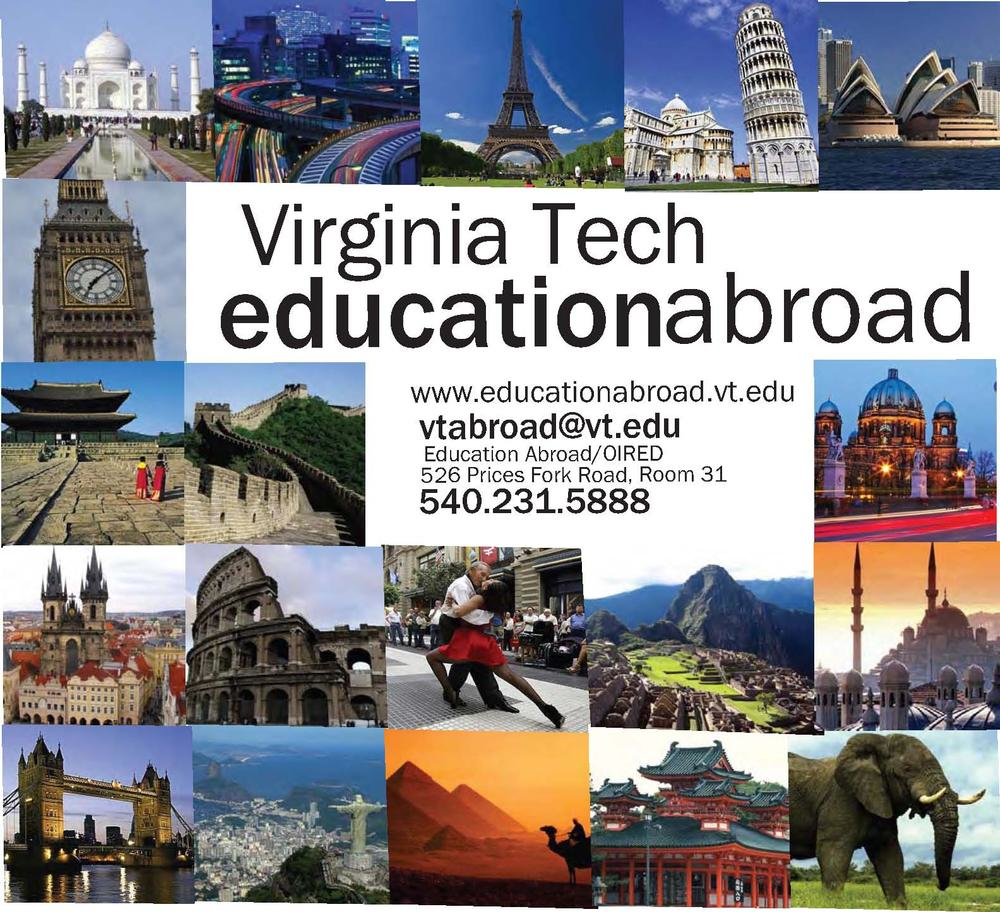 Virginia Tech
educationabroad
www.educationabroad.vt.edu
vtabroad@vt.edu
Education Abroad/OIRED
526 Prices Fork Road, Room 31
540.231.5888